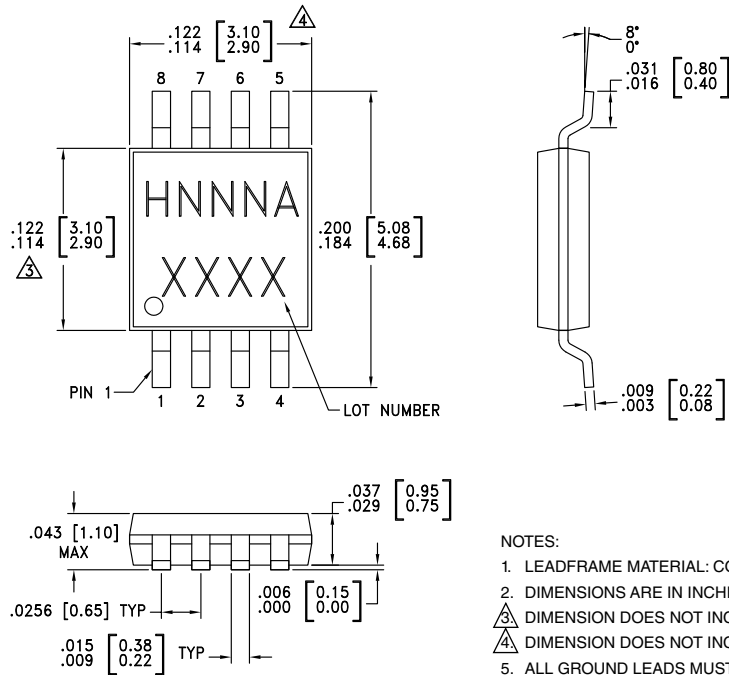 .122 [3.10]
.114 [2.90]
4
8 7 6 5
HNNNA
XXXX
.122 [3.10]
.114 [2.90]
3
.200 [5.08]
.184 [4.68]
PIN 1
1 2 3 4
LOT NUMBER
8°
0°
.031 [0.80]
.016 [0.40]
.009 [0.22]
.003 [0.08]
.037 [0.95]
.029 [0.75]
.043 [1.10]
MAX
.0256 [0.65] TYP
.006 [0.15]
.000 [0.00]
.015 [0.38] TYP
.009 [0.22]
NOTES:
1. LEADFRAME MATERIAL:
2. DIMENSIONS ARE IN
3. DIMENSION DOES NOT
4. DIMENSION DOES NOT
5. ALL GROUND LEADS MUST